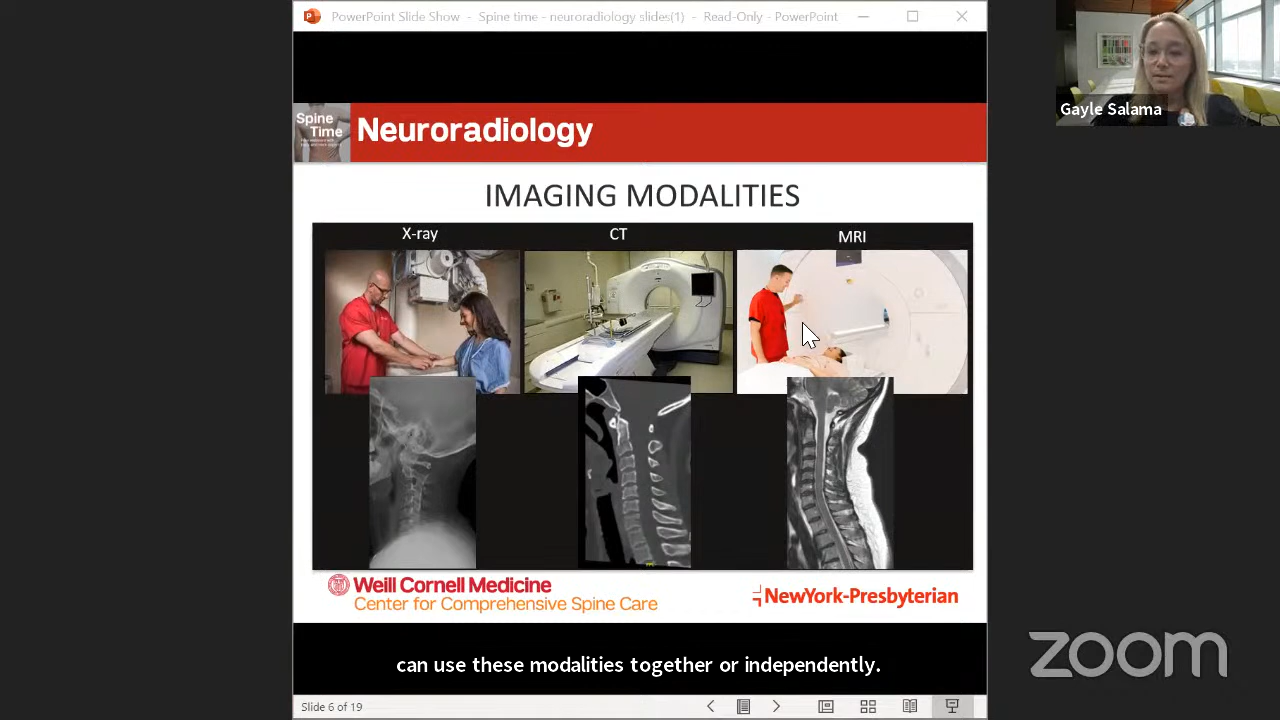 PowerPoint Slide Show - Spine time - neuroradiology slides(1) - Read-Only - PowerPoint
Gayle Salama
Spine
Time
Neuroradiology
IMAGING MODALITIES
X-ray
CT
MRI
Weill Cornell Medicine
Center for Comprehensive Spine Care
NewYork-Presbyterian
can use these modalities together or independently.
zoom
Slide 6 of 19